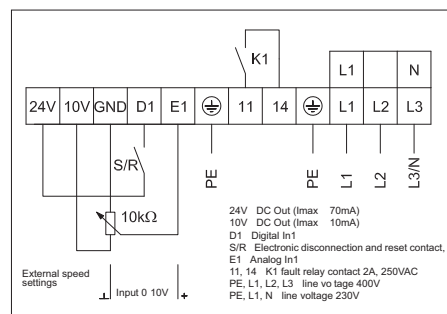 K1
L1 N
24V 10V GND D1 E1 11 14 L1 L2 L3
S/R
PE PE L1 L2 L3/N
10kΩ
24V DC Out (Imax 70mA)
10V DC Out (Imax 10mA)
D1 Digital In1
S/R Electronic disconnection and reset contact,
E1 Analog In1
11, 14 K1 fault relay contact 2A, 250VAC
PE, L1, L2, L3 line vo tage 400V
PE, L1, N line voltage 230V
External speed
settings
⊥ Input 0 10V +